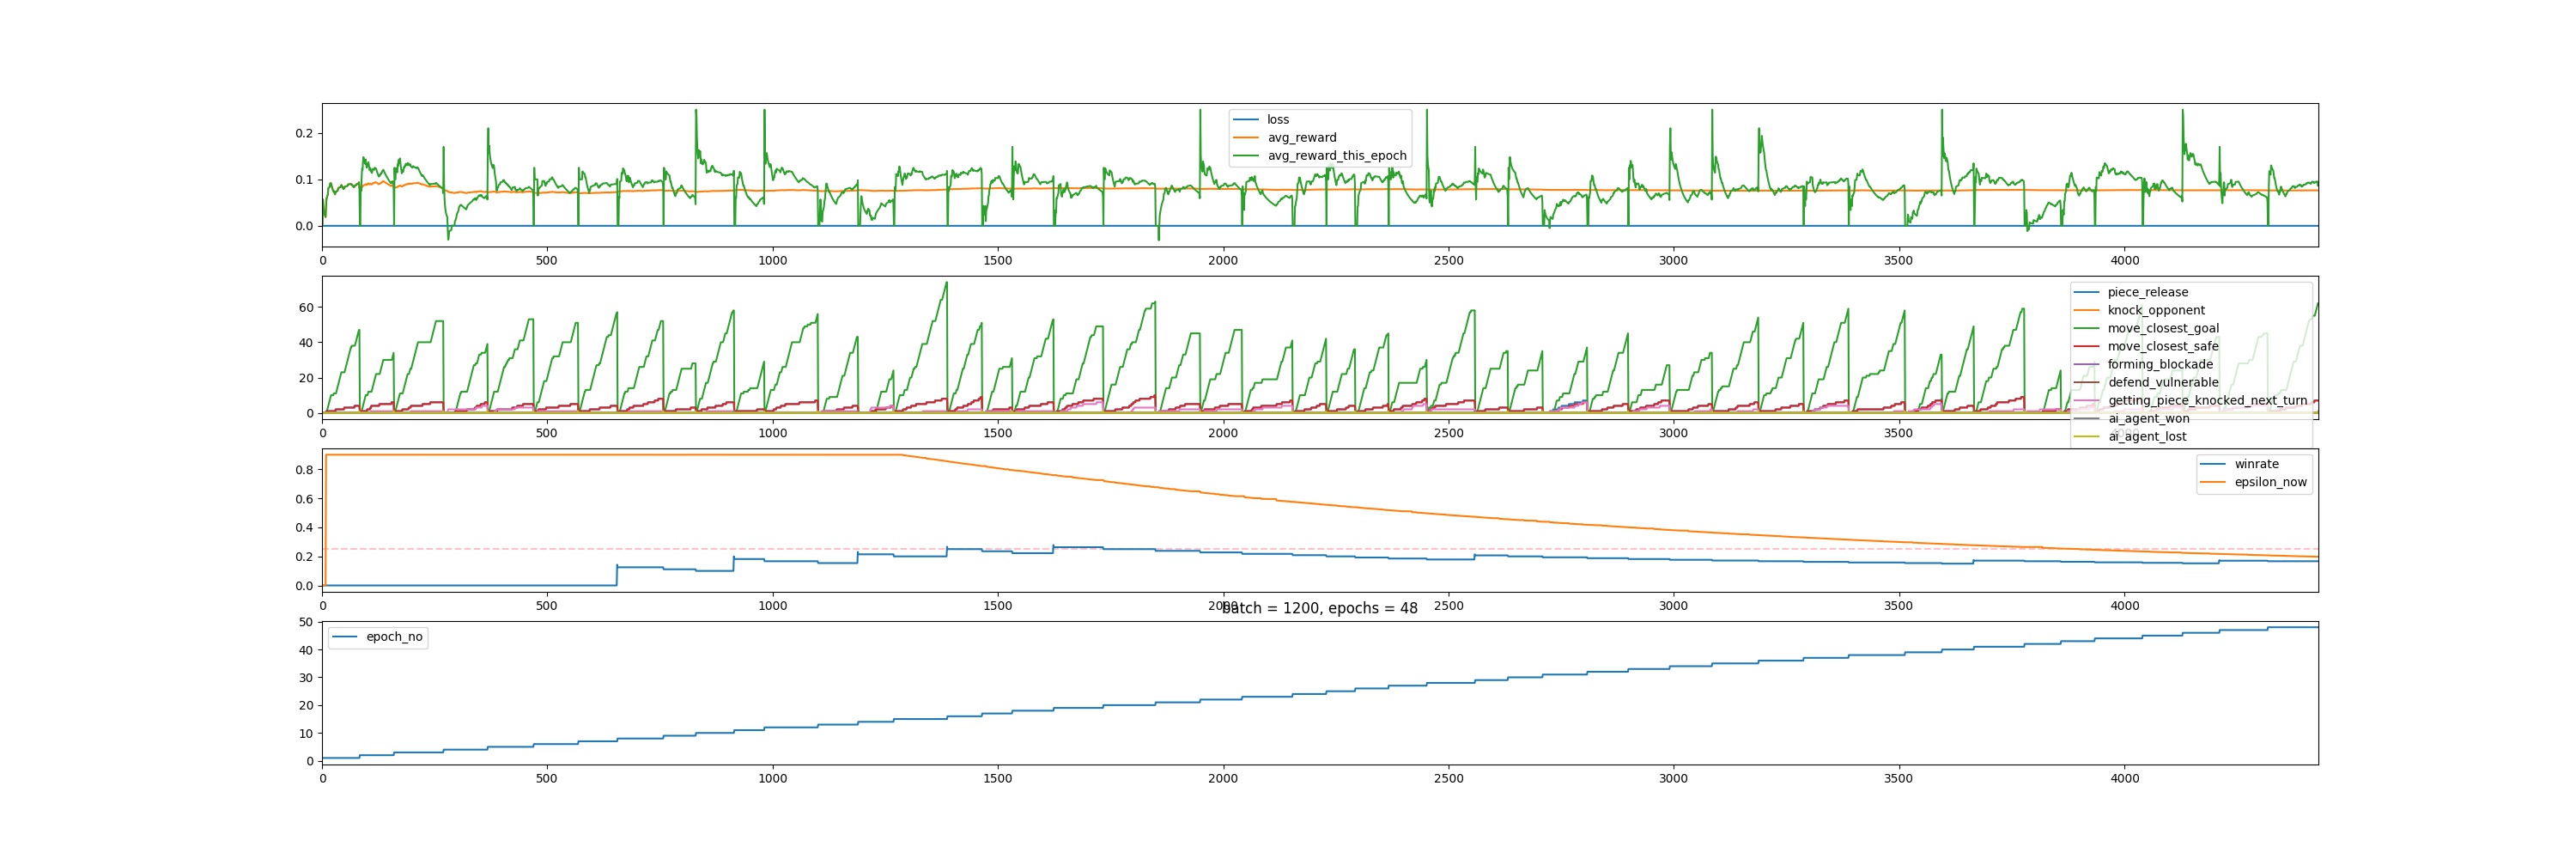 0.2
0.1
0.0
loss
avg_reward
avg_reward_this_epoch
0 500 1000 1500 2000 2500 3000 3500 4000
60
40
20
0
piece_release
knock_opponent
move_closest_goal
move_closest_safe
forming_blockade
defend_vulnerable
getting_piece_knocked_next_turn
ai_agent_won
ai_agent_lost
0 500 1000 1500 2000 2500 3000 3500 4000
0.8
0.6
0.4
0.2
0.0
winrate
epsilon_now
0 500 1000 1500 2000 2500 3000 3500 4000
batch = 1200, epochs = 48
50
40
30
20
10
0
epoch_no
0 500 1000 1500 2000 2500 3000 3500 4000